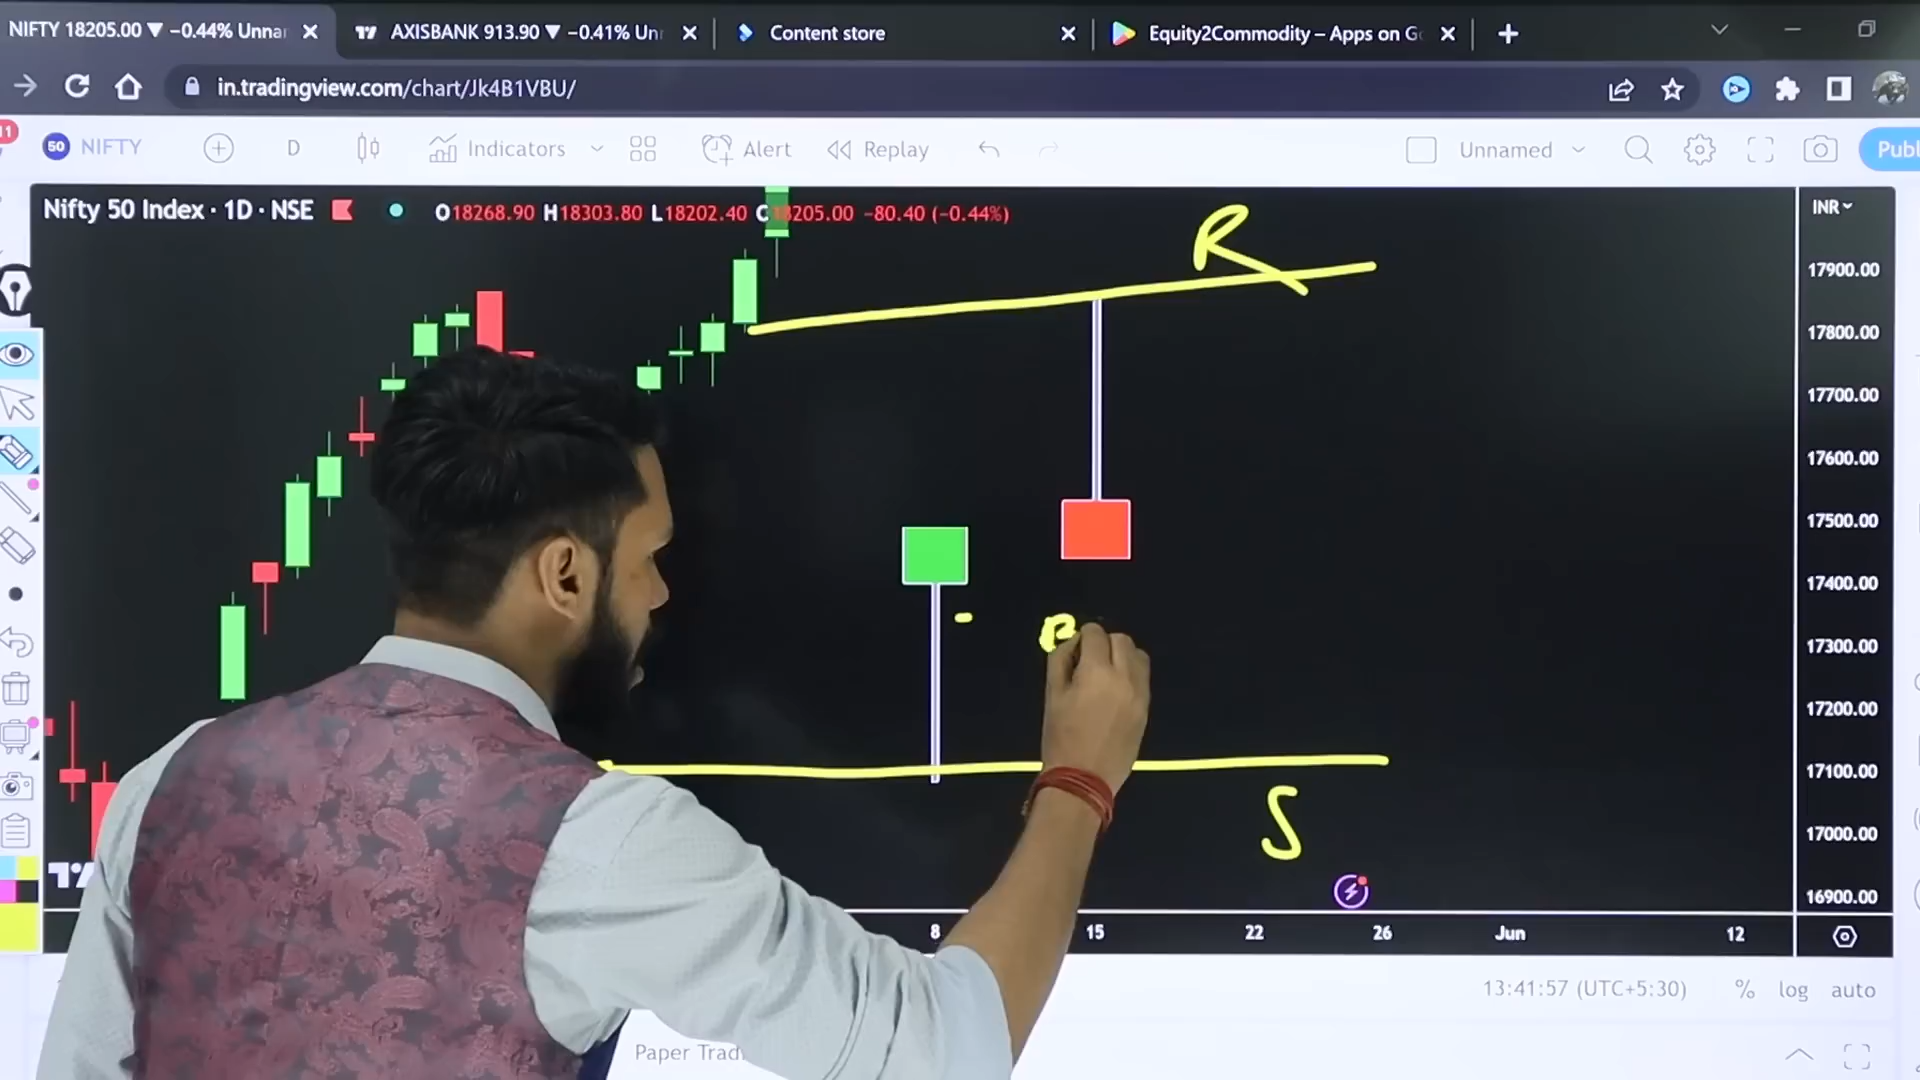 NIFTY 18205.00 ▼ −0.44% Unna
AXISBANK 913.90 ▼ −0.41% Un
Content store
Equity2Commodity – Apps on G
in.tradingview.com/chart/Jk4B1VBU/
11
50 NIFTY
D
Indicators
Alert
Replay
Unnamed
Publ
Nifty 50 Index · 1D · NSE
O18268.90 H18303.80 L18202.40 C18205.00 −80.40 (−0.44%)
INR
R
17900.00
17800.00
17700.00
17600.00
17500.00
17400.00
17300.00
17200.00
17100.00
17000.00
16900.00
S
8
15
22
26
Jun
12
13:41:57 (UTC+5:30)
%
log
auto
Paper Trad